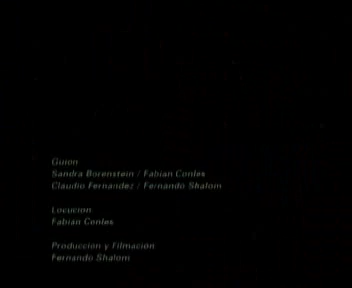 Guion
Sandra Borenstein / Fabian Conles
Claudio Fernandez / Fernando Shalom
Locucion
Fabian Conles
Produccion y Filmacion
Fernando Shalom